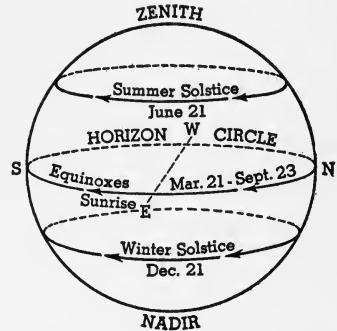 ZENITH
Summer Solstice
June 21
W
HORIZON CIRCLE
S
N
Equinoxes Mar. 21 - Sept. 23
Sunrise E
Winter Solstice
Dec. 21
NADIR